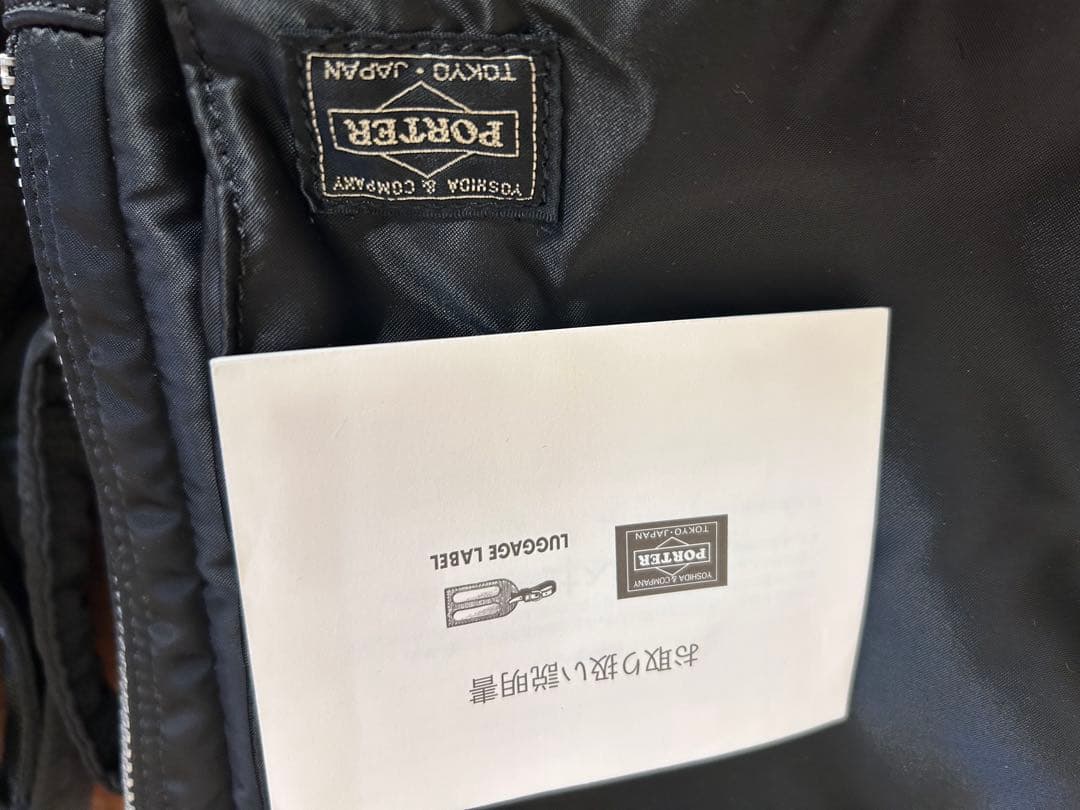 YOSHIDA & COMPANY
PORTER
TOKYO・JAPAN
お取り扱い説明書
YOSHIDA & COMPANY
PORTER
TOKYO・JAPAN
LUGGAGE LABEL